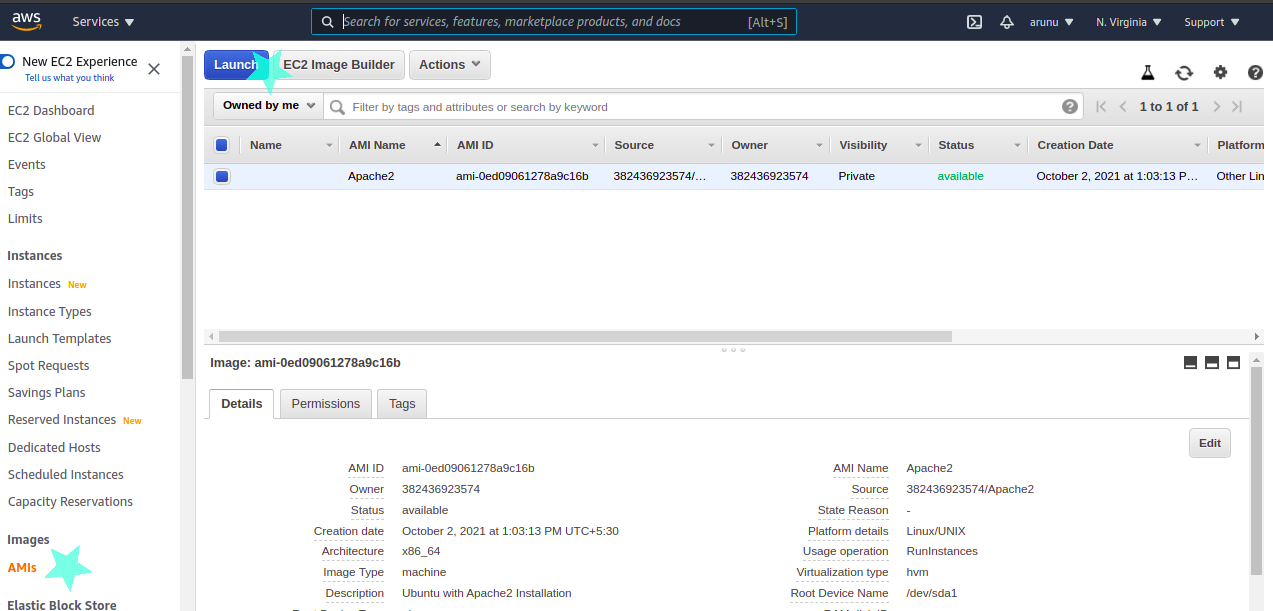 aws Services Search for services, features, marketplace products, and docs [Alt+S] arunu N. Virginia Support
New EC2 Experience
Tell us what you think
EC2 Dashboard
EC2 Global View
Events
Tags
Limits
Instances
Instances New
Instance Types
Launch Templates
Spot Requests
Savings Plans
Reserved Instances New
Dedicated Hosts
Scheduled Instances
Capacity Reservations
Images
AMIs
Elastic Block Store
Launch EC2 Image Builder Actions
Owned by me Filter by tags and attributes or search by keyword 1 to 1 of 1
Name AMI Name AMI ID Source Owner Visibility Status Creation Date Platform
Apache2 ami-0ed09061278a9c16b 382436923574/... 382436923574 Private available October 2, 2021 at 1:03:13 P... Other Lin
Image: ami-0ed09061278a9c16b
Details Permissions Tags
Edit
AMI ID ami-0ed09061278a9c16b AMI Name Apache2
Owner 382436923574 Source 382436923574/Apache2
Status available State Reason -
Creation date October 2, 2021 at 1:03:13 PM UTC+5:30 Platform details Linux/UNIX
Architecture x86_64 Usage operation RunInstances
Image Type machine Virtualization type hvm
Description Ubuntu with Apache2 Installation Root Device Name /dev/sda1